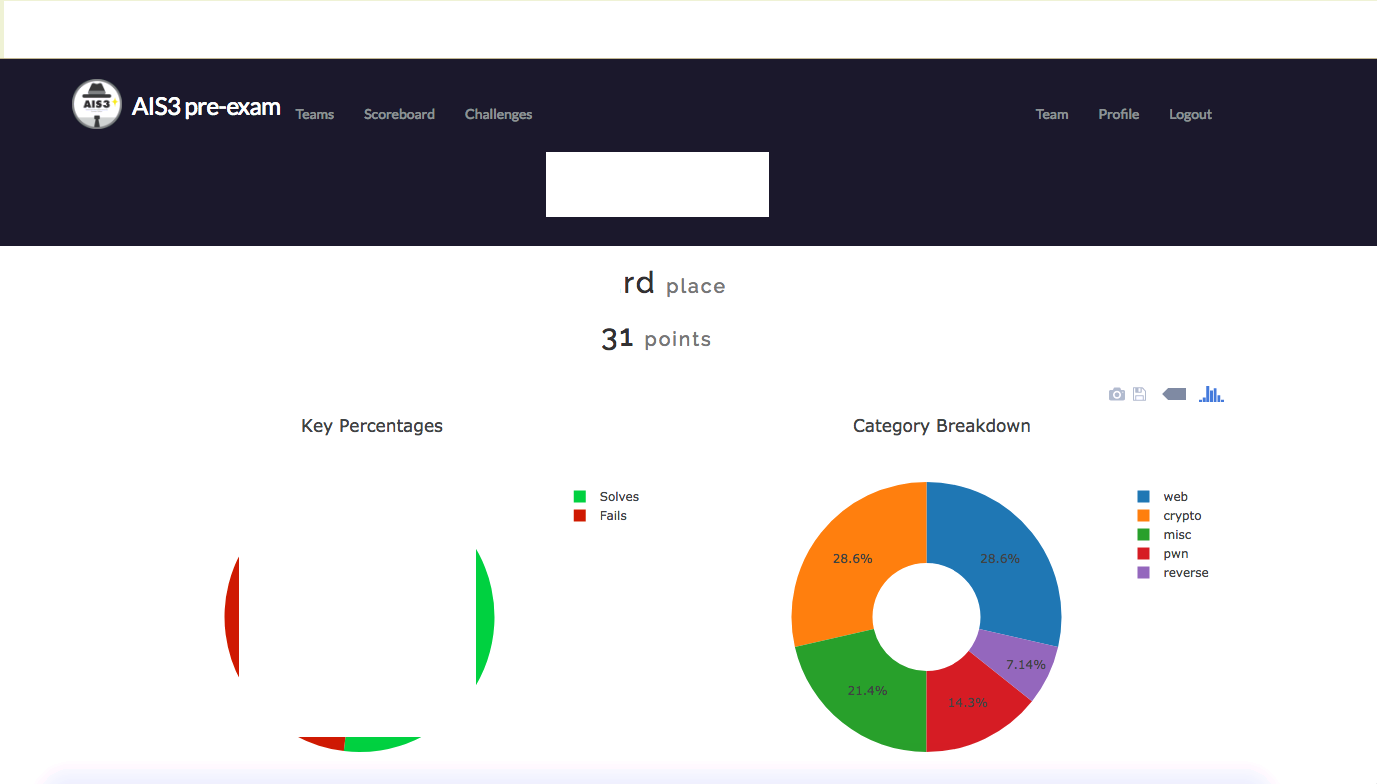 AIS3
AIS3 pre-exam Teams Scoreboard Challenges Team Profile Logout
rd place
31 points
Key Percentages
Solves
Fails
Category Breakdown
28.6%
28.6%
21.4%
14.3%
7.14%
web
crypto
misc
pwn
reverse